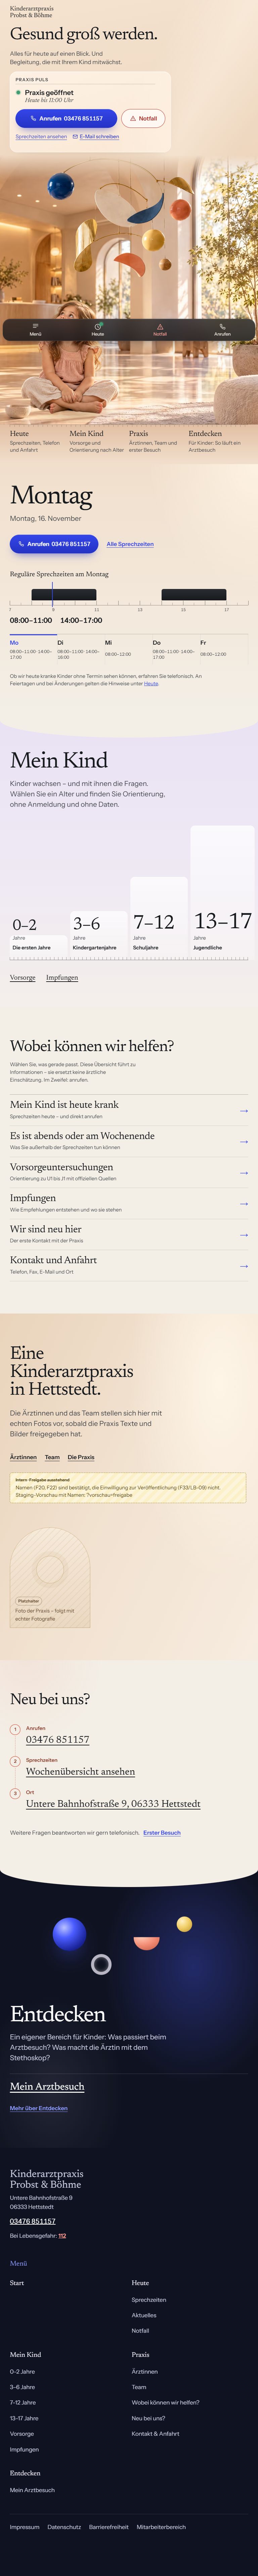 Kinderarztpraxis
Probst & Böhme
Gesund groß werden.
Alles für heute auf einen Blick. Und
Begleitung, die mit Ihrem Kind mitwächst.
PRAXIS PULS
Praxis geöffnet
Heute bis 11:00 Uhr
Anrufen 03476 851157
Notfall
Sprechzeiten ansehen
E-Mail schreiben
Menü
Heute
Notfall
Anrufen
Heute
Sprechzeiten, Telefon
und Anfahrt
Mein Kind
Vorsorge und
Orientierung nach Alter
Praxis
Ärztinnen, Team und
erster Besuch
Entdecken
Für Kinder: So läuft ein
Arztbesuch
Montag
Montag, 16. November
Anrufen 03476 851157
Alle Sprechzeiten
Reguläre Sprechzeiten am Montag
7 9 11 13 15 17
08:00–11:00 14:00–17:00
Mo
08:00–11:00 · 14:00–
17:00
Di
08:00–11:00 · 14:00–
18:00
Mi
08:00–12:00
Do
08:00–11:00 · 14:00–
17:00
Fr
08:00–12:00
Ob wir heute kranke Kinder ohne Termin sehen können, erfahren Sie telefonisch. An
Feiertagen und bei Änderungen gelten die Hinweise unter Heute.
Mein Kind
Kinder wachsen – und mit ihnen die Fragen.
Wählen Sie ein Alter und finden Sie Orientierung,
ohne Anmeldung und ohne Daten.
0–2
Jahre
Die ersten Jahre
3–6
Jahre
Kindergartenjahre
7–12
Jahre
Schuljahre
13–17
Jahre
Jugendliche
Vorsorge
Impfungen
Wobei können wir helfen?
Wählen Sie, was gerade passt. Diese Übersicht führt zu
Informationen – sie ersetzt keine ärztliche
Einschätzung. Im Zweifel: anrufen.
Mein Kind ist heute krank
Sprechzeiten heute – und direkt anrufen
Es ist abends oder am Wochenende
Was Sie außerhalb der Sprechzeiten tun können
Vorsorgeuntersuchungen
Orientierung zu U1 bis J1 mit offiziellen Quellen
Impfungen
Wie Empfehlungen entstehen und wo sie stehen
Wir sind neu hier
Der erste Kontakt mit der Praxis
Kontakt und Anfahrt
Telefon, Fax, E-Mail und Ort
Eine
Kinderarztpraxis
in Hettstedt.
Die Ärztinnen und das Team stellen sich hier mit
echten Fotos vor, sobald die Praxis Texte und
Bilder freigegeben hat.
Ärztinnen
Team
Die Praxis
Intern · Freigabe ausstehend
Namen (F20, F22) sind bestätigt, die Einwilligung zur Veröffentlichung (F33/LB-09) nicht.
Staging-Vorschau mit Namen: ?vorschau=freigabe
Platzhalter
Foto der Praxis – folgt mit
echter Fotografie
Neu bei uns?
1
Anrufen
03476 851157
2
Sprechzeiten
Wochenübersicht ansehen
3
Ort
Untere Bahnhofstraße 9, 06333 Hettstedt
Weitere Fragen beantworten wir gern telefonisch. Erster Besuch
Entdecken
Ein eigener Bereich für Kinder: Was passiert beim
Arztbesuch? Was macht die Ärztin mit dem
Stethoskop?
Mein Arztbesuch
Mehr über Entdecken
Kinderarztpraxis
Probst & Böhme
Untere Bahnhofstraße 9
06333 Hettstedt
03476 851157
Bei Lebensgefahr: 112
Menü
Start
Heute
Sprechzeiten
Aktuelles
Notfall
Mein Kind
0–2 Jahre
3–6 Jahre
7–12 Jahre
13–17 Jahre
Vorsorge
Impfungen
Praxis
Ärztinnen
Team
Wobei können wir helfen?
Neu bei uns?
Kontakt & Anfahrt
Entdecken
Mein Arztbesuch
Impressum
Datenschutz
Barrierefreiheit
Mitarbeiterbereich